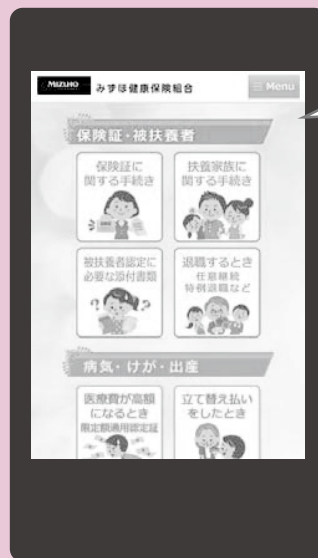 MIZUHO
みずほ健康保険組合
Menu
保険証・被扶養者
保険証に
関する手続き
扶養家族に
関する手続き
被扶養者認定に
必要な添付書類
退職するとき
任意継続
特例退職など
病気・けが・出産
医療費が高額
になるとき
限定額適用認定証
立て替え払い
をしたとき